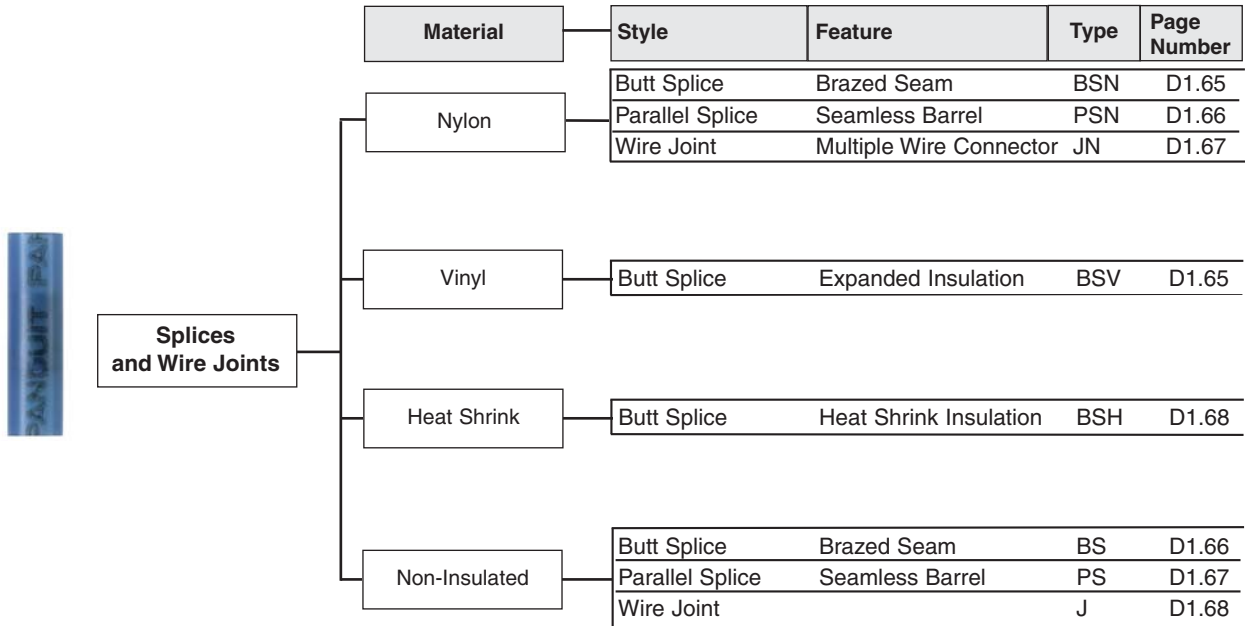 Material Style Feature Type Page Number
Nylon
Butt Splice Brazed Seam BSN D1.65
Parallel Splice Seamless Barrel PSN D1.66
Wire Joint Multiple Wire Connector JN D1.67
PANDUIT PAN
Vinyl
Butt Splice Expanded Insulation BSV D1.65
Splices
and Wire Joints
Heat Shrink
Butt Splice Heat Shrink Insulation BSH D1.68
Non-Insulated
Butt Splice Brazed Seam BS D1.66
Parallel Splice Seamless Barrel PS D1.67
Wire Joint J D1.68